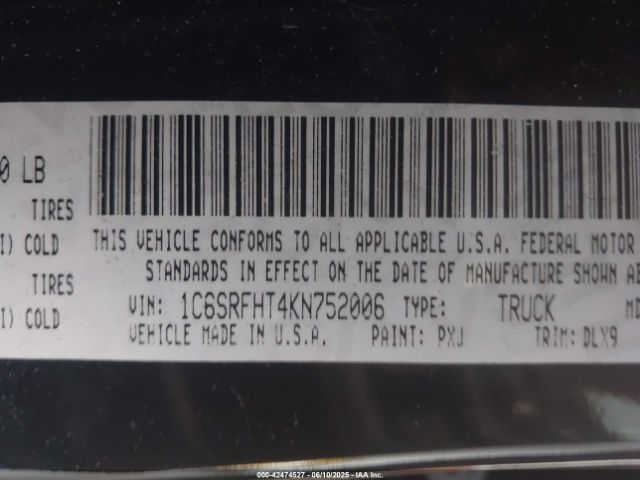 0 LB
TIRES
I) COLD
TIRES
I) COLD
THIS VEHICLE CONFORMS TO ALL APPLICABLE U.S.A. FEDERAL MOTOR
STANDARDS IN EFFECT ON THE DATE OF MANUFACTURE SHOWN AB
VIN: 1C6SRFHT4KN752006 TYPE: TRUCK MD
VEHICLE MADE IN U.S.A. PAINT: PXJ TRIM: DLX9
000-42474527 - 06/10/2025 - © IAA Inc.